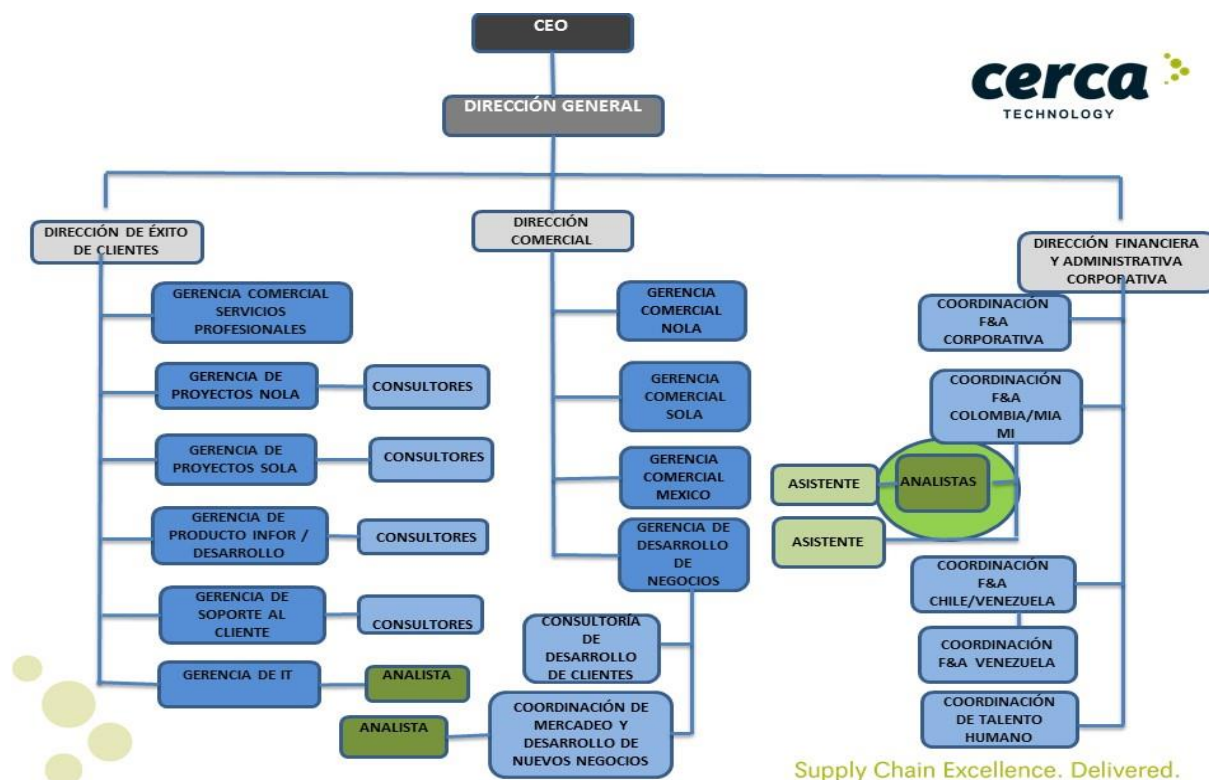 CEO
DIRECCIÓN GENERAL
cerca
TECHNOLOGY
DIRECCIÓN DE ÉXITO
DE CLIENTES
DIRECCIÓN
COMERCIAL
DIRECCIÓN FINANCIERA
Y ADMINISTRATIVA
CORPORATIVA
GERENCIA COMERCIAL
SERVICIOS
PROFESIONALES
GERENCIA DE
PROYECTOS NOLA
CONSULTORES
GERENCIA DE
PROYECTOS SOLA
CONSULTORES
GERENCIA DE
PRODUCTO INFOR /
DESARROLLO
CONSULTORES
GERENCIA DE
SOPORTE AL
CLIENTE
CONSULTORES
GERENCIA DE IT
ANALISTA
GERENCIA
COMERCIAL
NOLA
GERENCIA
COMERCIAL
SOLA
GERENCIA
COMERCIAL
MEXICO
GERENCIA DE
DESARROLLO
DE
NEGOCIOS
CONSULTORÍA
DE
DESARROLLO
DE CLIENTES
COORDINACIÓN DE
MERCADEO Y
DESARROLLO DE
NUEVOS NEGOCIOS
ANALISTA
COORDINACIÓN
F&A
CORPORATIVA
COORDINACIÓN
F&A
COLOMBIA/MIA
MI
ANALISTAS
ASISTENTE
ASISTENTE
COORDINACIÓN
F&A
CHILE/VENEZUELA
COORDINACIÓN
F&A VENEZUELA
COORDINACIÓN
DE TALENTO
HUMANO
Supply Chain Excellence. Delivered.